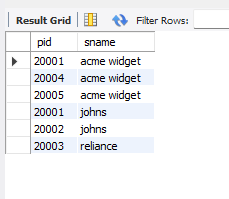 Result Grid Filter Rows:
pid sname
20001 acme widget
20004 acme widget
20005 acme widget
20001 johns
20002 johns
20003 reliance